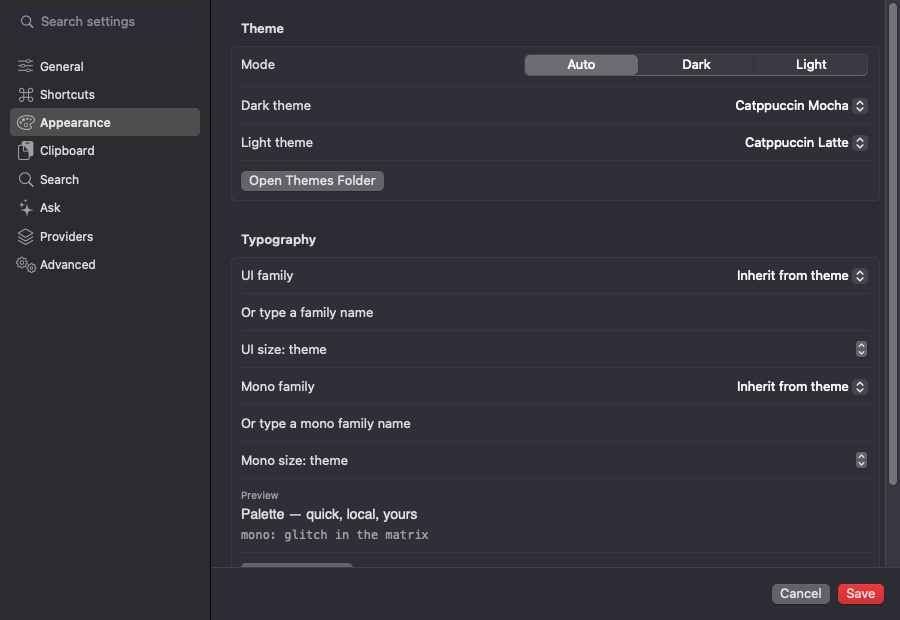 Search settings
General
Shortcuts
Appearance
Clipboard
Search
Ask
Providers
Advanced
Theme
Mode Auto Dark Light
Dark theme Catppuccin Mocha
Light theme Catppuccin Latte
Open Themes Folder
Typography
UI family Inherit from theme
Or type a family name
UI size: theme
Mono family Inherit from theme
Or type a mono family name
Mono size: theme
Preview
Palette — quick, local, yours
mono: glitch in the matrix
Cancel Save